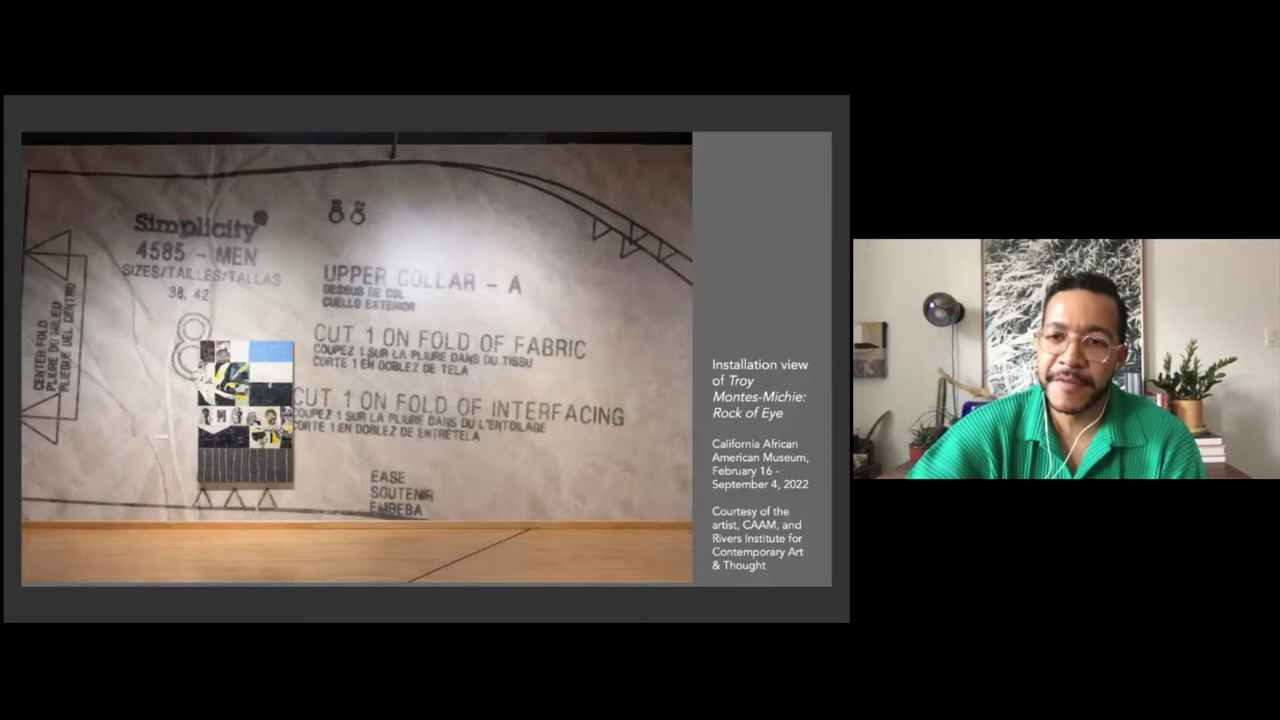 Simplicity®
4585 - MEN
SIZES/TAILLES/TALLAS
38, 42
38 42
UPPER COLLAR - A
DESSUS DE COL
CUELLO EXTERIOR
CUT 1 ON FOLD OF FABRIC
COUPEZ 1 SUR LA PLIURE DANS DU TISSU
CORTE 1 EN DOBLEZ DE TELA
CUT 1 ON FOLD OF INTERFACING
COUPEZ 1 SUR LA PLIURE DANS DU L'ENTOILAGE
CORTE 1 EN DOBLEZ DE ENTRETELA
EASE
SOUTENIR
EMBEBA
CENTER FOLD
PLIURE DU MILIEU
PLIEGUE DEL CENTRO
8
Installation view
of Troy
Montes-Michie:
Rock of Eye
California African
American Museum,
February 16 -
September 4, 2022
Courtesy of the
artist, CAAM, and
Rivers Institute for
Contemporary Art
& Thought